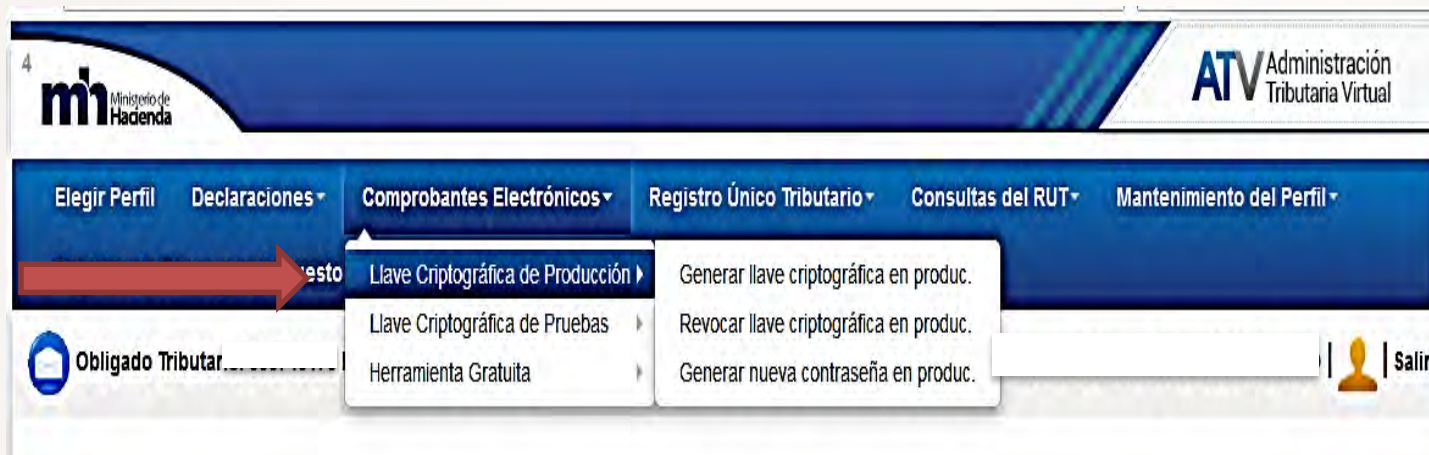 4
Ministerio de
Hacienda
ATV Administración
Tributaria Virtual
Elegir Perfil Declaraciones Comprobantes Electrónicos Registro Único Tributario Consultas del RUT Mantenimiento del Perfil
Llave Criptográfica de Producción Generar llave criptográfica en produc.
Llave Criptográfica de Pruebas Revocar llave criptográfica en produc.
Herramienta Gratuita Generar nueva contraseña en produc.
Obligado | | Salir